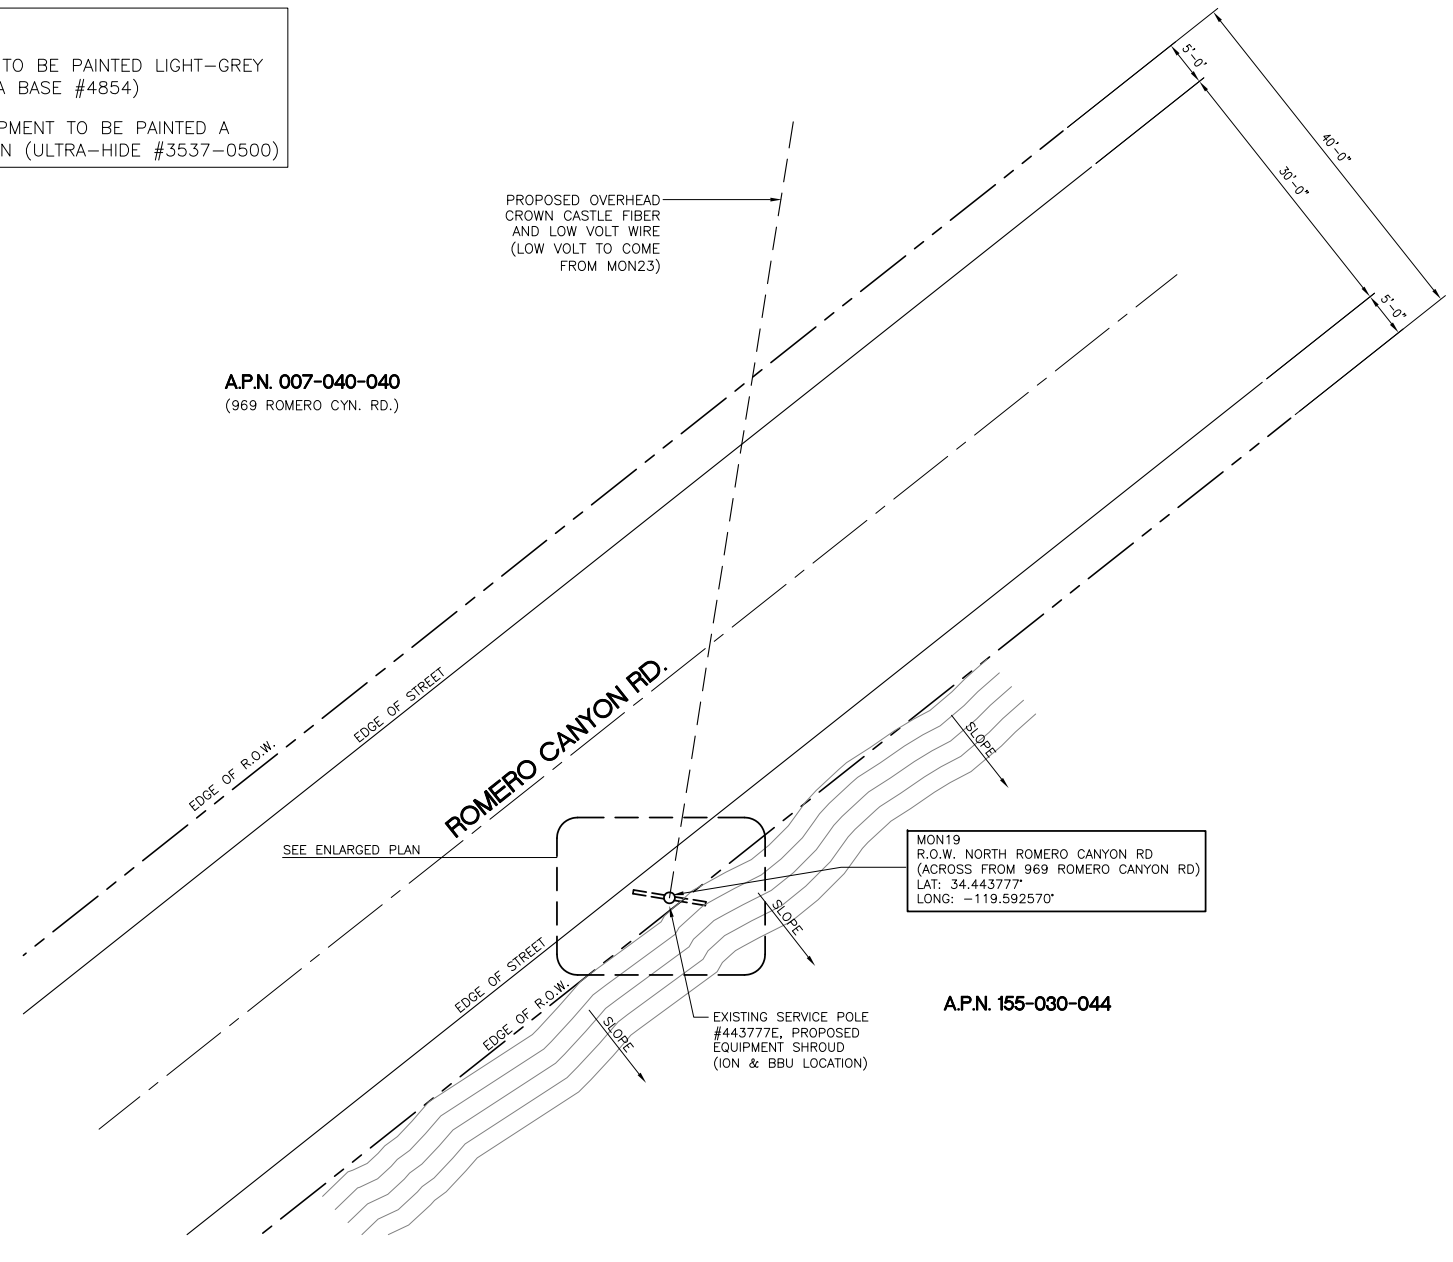 TO BE PAINTED LIGHT-GREY
A BASE #4854)
PMENT TO BE PAINTED A
N (ULTRA-HIDE #3537-0500)
5'-0"
40'-0"
30'-0"
5'-0"
PROPOSED OVERHEAD
CROWN CASTLE FIBER
AND LOW VOLT WIRE
(LOW VOLT TO COME
FROM MON23)
A.P.N. 007-040-040
(969 ROMERO CYN. RD.)
EDGE OF STREET
EDGE OF R.O.W.
ROMERO CANYON RD.
SLOPE
SEE ENLARGED PLAN
MON19
R.O.W. NORTH ROMERO CANYON RD
(ACROSS FROM 969 ROMERO CANYON RD)
LAT: 34.443777°
LONG: -119.592570°
SLOPE
EDGE OF STREET
EDGE OF R.O.W.
A.P.N. 155-030-044
SLOPE
EXISTING SERVICE POLE
#443777E, PROPOSED
EQUIPMENT SHROUD
(ION & BBU LOCATION)